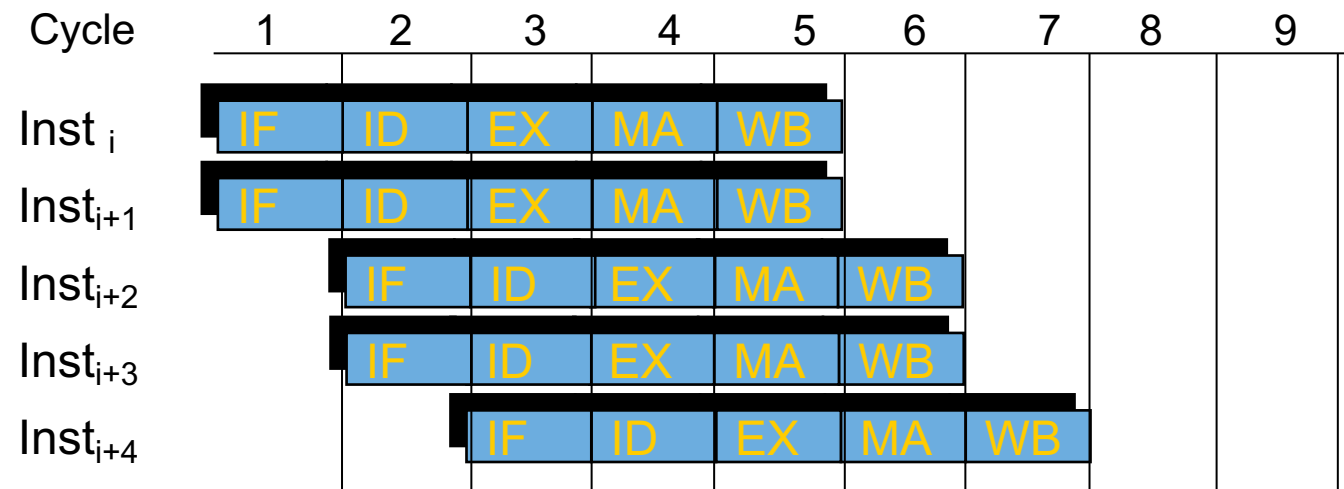 Cycle 1 2 3 4 5 6 7 8 9
Inst i IF ID EX MA WB
Insti+1 IF ID EX MA WB
Insti+2 IF ID EX MA WB
Insti+3 IF ID EX MA WB
Insti+4 IF ID EX MA WB